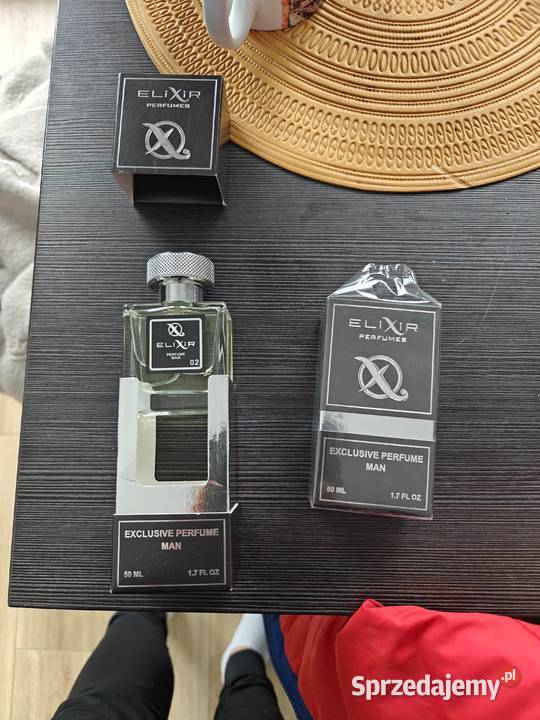 ELiXiR
PERFUMES
ELiXiR
PERFUME
MAN
02
EXCLUSIVE PERFUME
MAN
50 ML
1.7 FL OZ
ELiXiR
PERFUMES
EXCLUSIVE PERFUME
MAN
50 ML
1.7 FL OZ
Sprzedajemy.pl